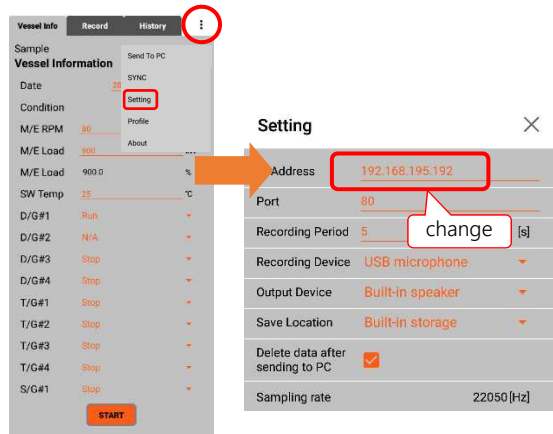 Vessel Info Record History
Sample
Vessel Information
Send To PC
SYNC
Setting
Profile
About
Date
Condition
M/E RPM 80
M/E Load 900
M/E Load 900.0 %
SW Temp 25 ℃
D/G#1 Run
D/G#2 N/A
D/G#3 Stop
D/G#4 Stop
T/G#1 Stop
T/G#2 Stop
T/G#3 Stop
T/G#4 Stop
S/G#1 Stop
START
Setting
Address 192.168.195.192
Port 80
change
Recording Period 5 [s]
Recording Device USB microphone
Output Device Built-in speaker
Save Location Built-in storage
Delete data after
sending to PC
Sampling rate 22050 [Hz]